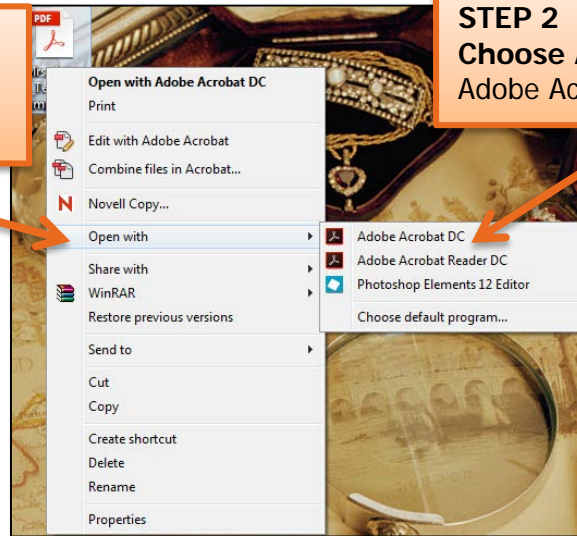 PDF
STEP 2
Choose
Adobe
Open with Adobe Acrobat DC
Print
Edit with Adobe Acrobat
Combine files in Acrobat...
N Novell Copy...
Open with
Share with
WinRAR
Restore previous versions
Send to
Cut
Copy
Create shortcut
Delete
Rename
Properties
Adobe Acrobat DC
Adobe Acrobat Reader DC
Photoshop Elements 12 Editor
Choose default program...